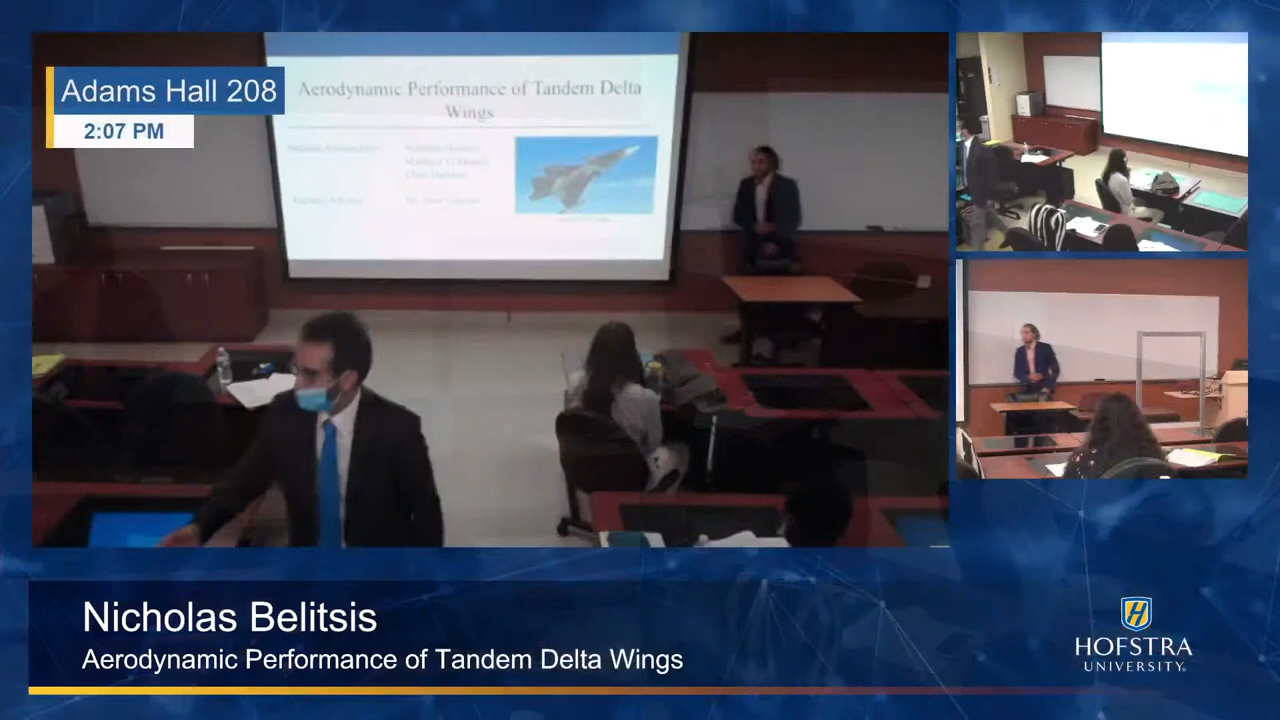 Adams Hall 208
2:07 PM
Aerodynamic Performance of Tandem Delta
Wings
Nicholas Belitsis
Aerodynamic Performance of Tandem Delta Wings
H
HOFSTRA
UNIVERSITY